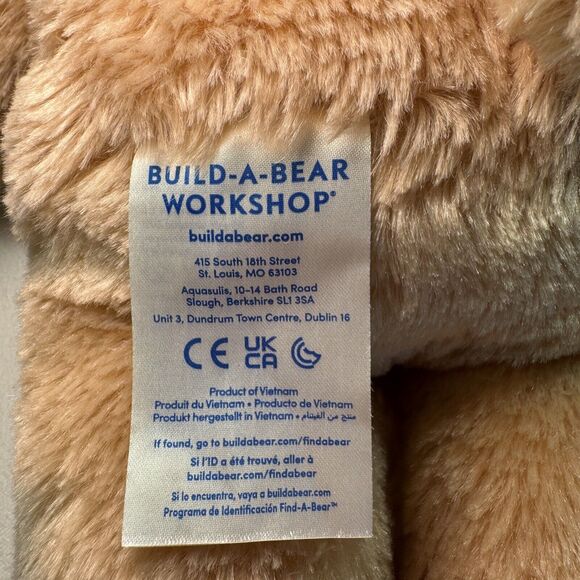 BUILD-A-BEAR
WORKSHOP®
buildabear.com
415 South 18th Street
St. Louis, MO 63103
Aquasulis, 10-14 Bath Road
Slough, Berkshire SL1 3SA
Unit 3, Dundrum Town Centre, Dublin 16
CE UK
CA
Product of Vietnam
Produit du Vietnam • Producto de Vietnam
Produkt hergestellt in Vietnam • منتج من الفيتنام
If found, go to buildabear.com/findabear
Si l'ID a été trouvé, aller à
buildabear.com/findabear
Si lo encuentra, vaya a buildabear.com
Programa de Identificación Find-A-Bear™